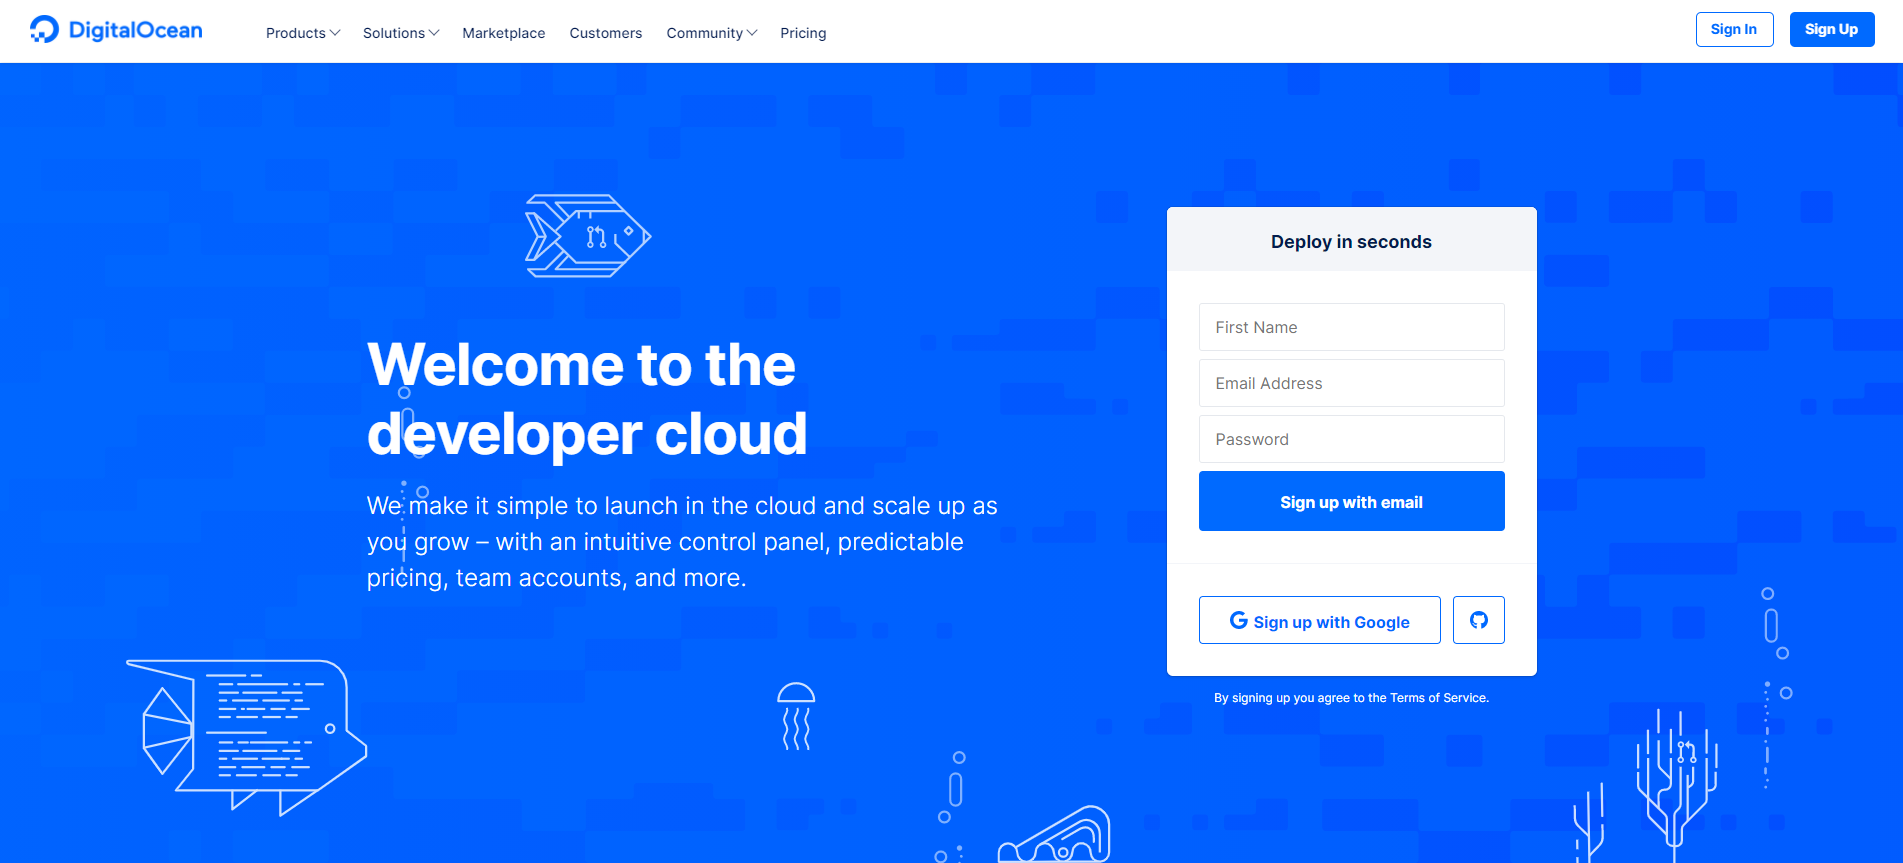 DigitalOcean
Products Solutions Marketplace Customers Community Pricing
Sign In
Sign Up
Welcome to the
developer cloud
We make it simple to launch in the cloud and scale up as
you grow – with an intuitive control panel, predictable
pricing, team accounts, and more.
Deploy in seconds
First Name
Email Address
Password
Sign up with email
Sign up with Google
By signing up you agree to the Terms of Service.